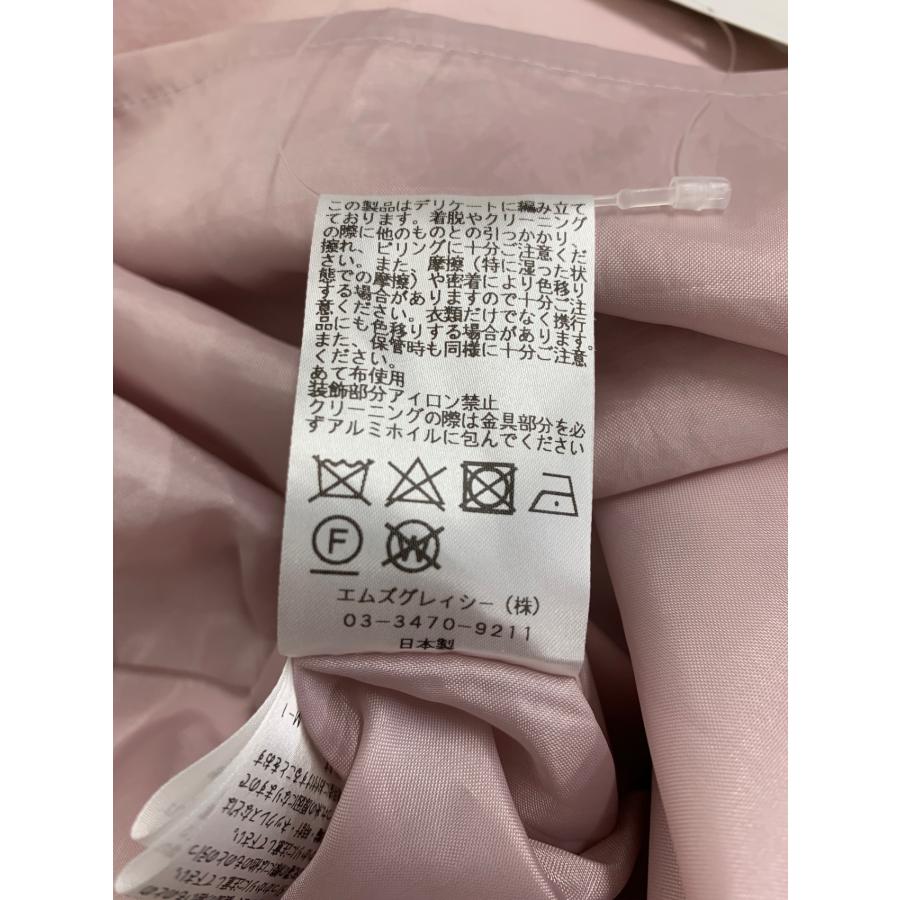 この製品はデリケートに編み立て
ております。着脱やクリーニング
の際に他のものとの引っかかり、
擦れ、ピリングに十分ご注意くだ
さい。また、摩擦（特に湿った状
態での摩擦）や密着により色移り
する場合がありますので十分ご注
意ください。衣類だけでなく携行
品にも色移りする場合があります。
また、保管時も同様に十分ご注意
ください。
あて布使用
装飾部分アイロン禁止
クリーニングの際は金具部分を必
ずアルミホイルに包んでください
F W
エムズグレイシー（株）
03-3470-9211
日本製
M-1